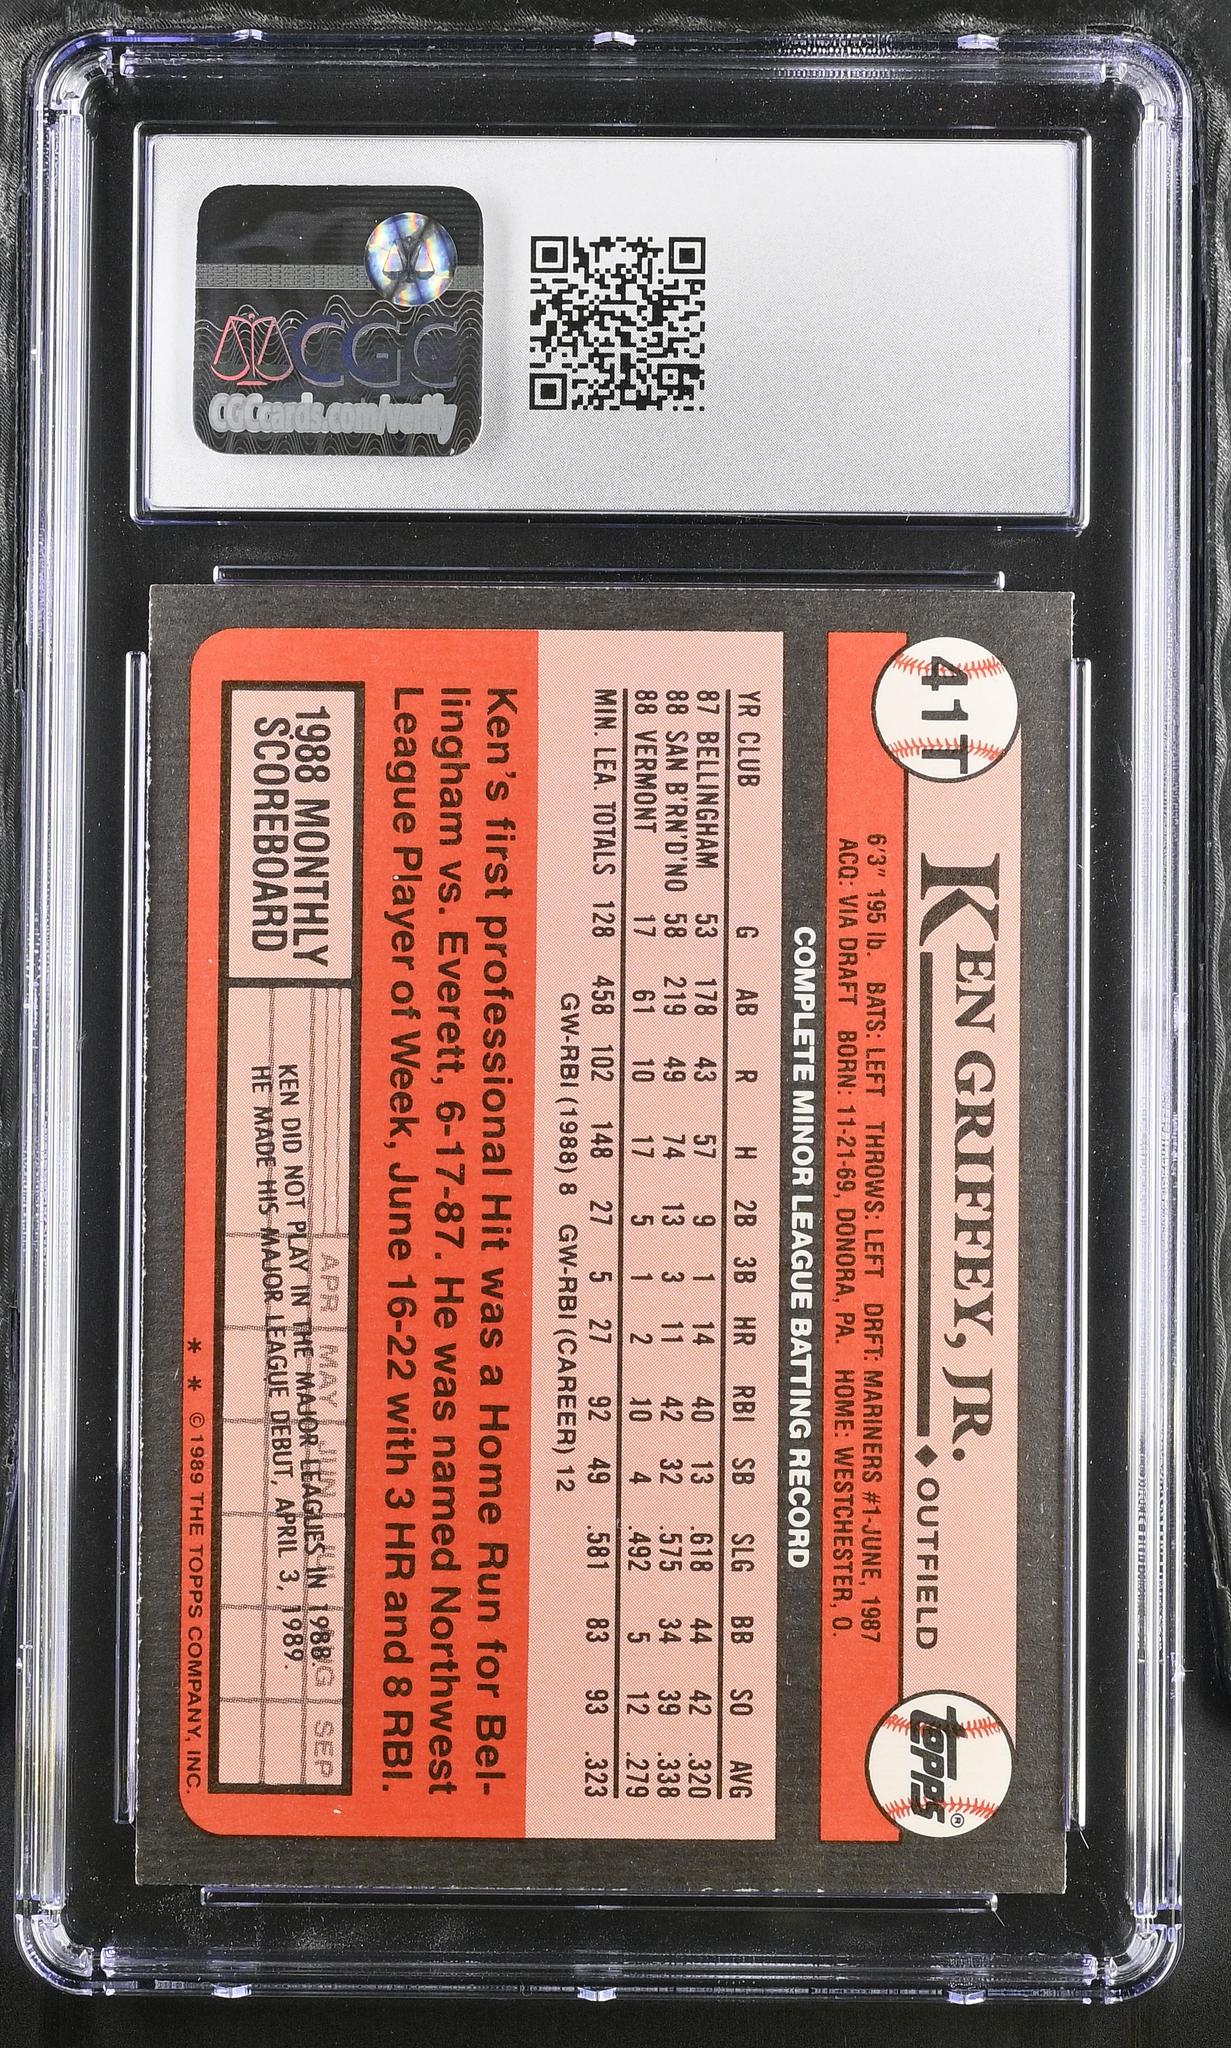 CGC
CGCcards.com/verify
41T
KEN GRIFFEY, JR. ◆ OUTFIELD
topps®
6'3" 195 lb. BATS: LEFT THROWS: LEFT DRFT: MARINERS #1-JUNE, 1987
ACQ: VIA DRAFT BORN: 11-21-69, DONORA, PA. HOME: WESTCHESTER, O.
COMPLETE MINOR LEAGUE BATTING RECORD
YR CLUB G AB R H 2B 3B HR RBI SB SLG BB SO AVG
87 BELLINGHAM 53 178 43 57 9 1 14 40 13 .618 44 42 .320
88 SAN B'RN'D'NO 58 219 49 74 13 3 11 42 32 .575 34 39 .338
88 VERMONT 17 61 10 17 5 1 2 10 4 .492 5 12 .279
MIN. LEA. TOTALS 128 458 102 148 27 5 27 92 49 .581 83 93 .323
GW-RBI (1988) 8 GW-RBI (CAREER) 12
Ken's first professional Hit was a Home Run for Bel-
lingham vs. Everett, 6-17-87. He was named Northwest
League Player of Week, June 16-22 with 3 HR and 8 RBI.
1988 MONTHLY
SCOREBOARD
APR MAY JUN JUL AUG SEP
KEN DID NOT PLAY IN THE MAJOR LEAGUES IN 1988.
HE MADE HIS MAJOR LEAGUE DEBUT, APRIL 3, 1989.
* * © 1989 THE TOPPS COMPANY, INC.